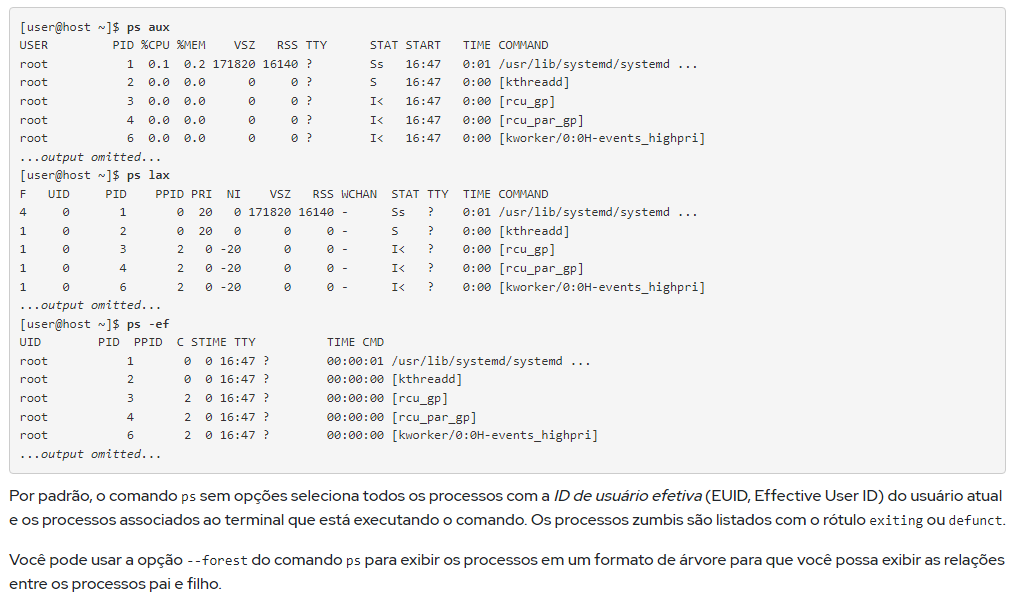 [user@host ~]$ ps aux
USER         PID %CPU %MEM    VSZ   RSS TTY      STAT START   TIME COMMAND
root           1  0.1  0.2 171820 16140 ?        Ss   16:47   0:01 /usr/lib/systemd/systemd ...
root           2  0.0  0.0      0     0 ?        S    16:47   0:00 [kthreadd]
root           3  0.0  0.0      0     0 ?        I<   16:47   0:00 [rcu_gp]
root           4  0.0  0.0      0     0 ?        I<   16:47   0:00 [rcu_par_gp]
root           6  0.0  0.0      0     0 ?        I<   16:47   0:00 [kworker/0:0H-events_highpri]
...output omitted...
[user@host ~]$ ps lax
F   UID     PID    PPID PRI  NI    VSZ   RSS WCHAN  STAT TTY  TIME COMMAND
4     0       1       0  20   0 171820 16140 -      Ss   ?    0:01 /usr/lib/systemd/systemd ...
1     0       2       0  20   0      0     0 -      S    ?    0:00 [kthreadd]
1     0       3       2   0 -20      0     0 -      I<   ?    0:00 [rcu_gp]
1     0       4       2   0 -20      0     0 -      I<   ?    0:00 [rcu_par_gp]
1     0       6       2   0 -20      0     0 -      I<   ?    0:00 [kworker/0:0H-events_highpri]
...output omitted...
[user@host ~]$ ps -ef
UID        PID  PPID  C STIME TTY          TIME CMD
root         1       0  0 16:47 ?        00:00:01 /usr/lib/systemd/systemd ...
root         2       0  0 16:47 ?        00:00:00 [kthreadd]
root         3       2  0 16:47 ?        00:00:00 [rcu_gp]
root         4       2  0 16:47 ?        00:00:00 [rcu_par_gp]
root         6       2  0 16:47 ?        00:00:00 [kworker/0:0H-events_highpri]
...output omitted...
Por padrão, o comando ps sem opções seleciona todos os processos com a ID de usuário efetiva (EUID, Effective User ID) do usuário atual
e os processos associados ao terminal que está executando o comando. Os processos zumbis são listados com o rótulo exiting ou defunct.
Você pode usar a opção --forest do comando ps para exibir os processos em um formato de árvore para que você possa exibir as relações
entre os processos pai e filho.